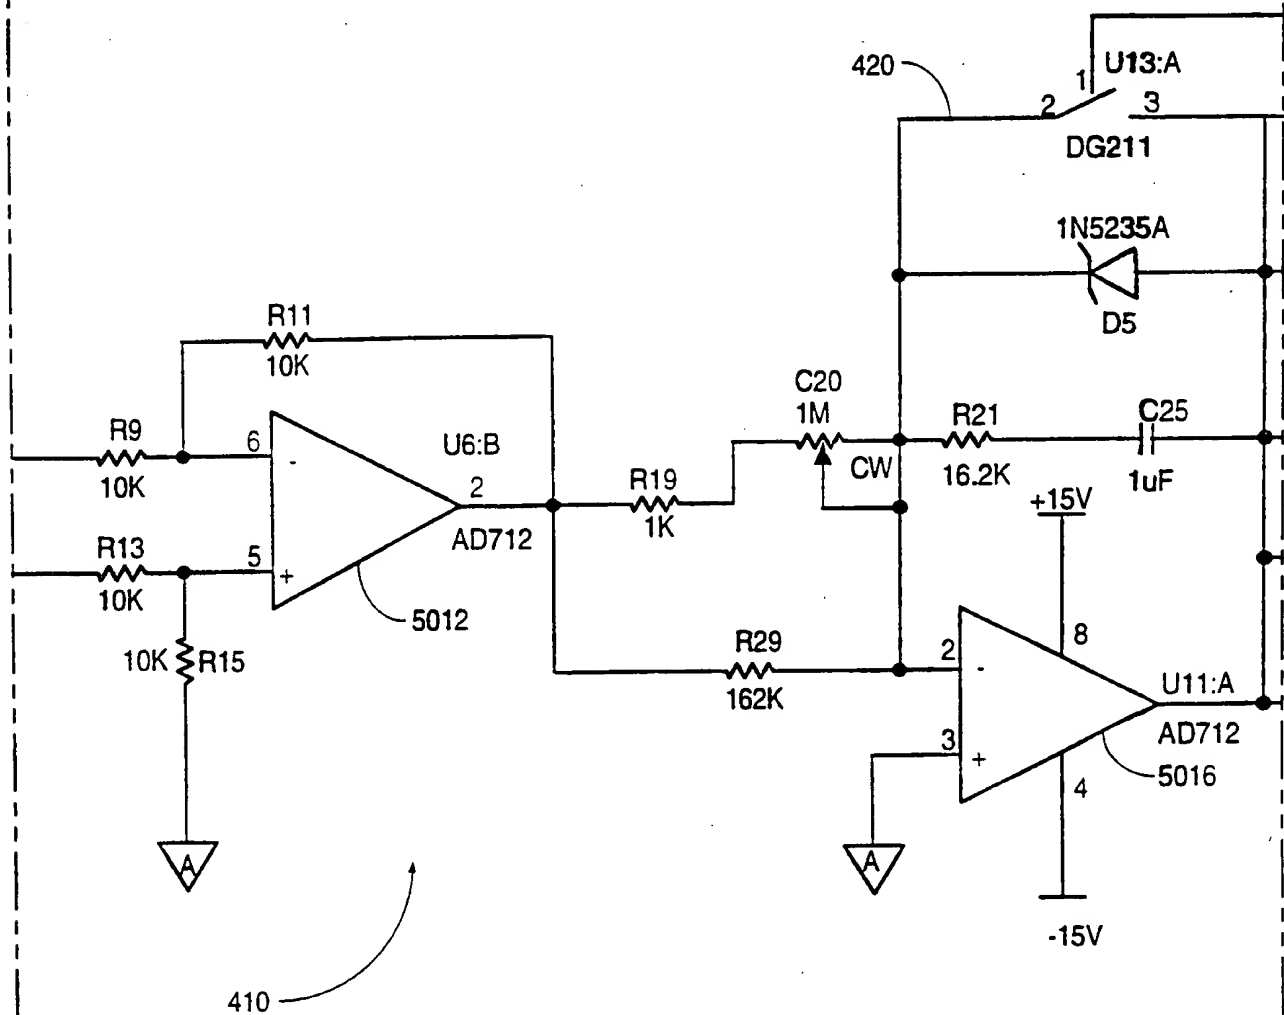 420
1
U13:A
2
3
DG211
1N5235A
D5
R11
10K
C20
1M
R21
C25
CW
16.2K
1uF
R9
10K
6
-
U6:B
2
AD712
R19
1K
+15V
R13
10K
5
+
5012
10K
R15
R29
162K
2
-
8
U11:A
AD712
3
+
5016
4
A
A
-15V
410